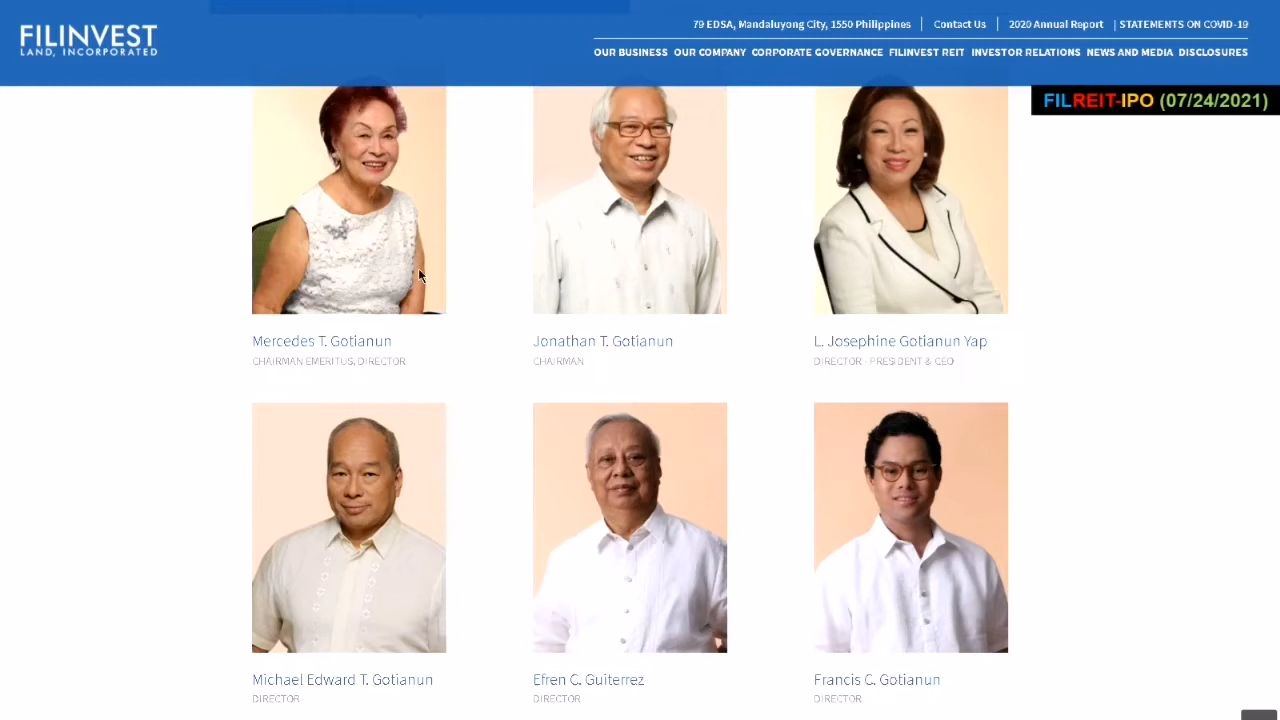 FILINVEST
LAND, INCORPORATED
79 EDSA, Mandaluyong City, 1550 Philippines
Contact Us
2020 Annual Report
| STATEMENTS ON COVID-19
OUR BUSINESS OUR COMPANY CORPORATE GOVERNANCE FILINVEST REIT INVESTOR RELATIONS NEWS AND MEDIA DISCLOSURES
FILREIT-IPO (07/24/2021)
Mercedes T. Gotianun
CHAIRMAN EMERITUS, DIRECTOR
Jonathan T. Gotianun
CHAIRMAN
L. Josephine Gotianun Yap
DIRECTOR - PRESIDENT & CEO
Michael Edward T. Gotianun
DIRECTOR
Efren C. Guiterrez
DIRECTOR
Francis C. Gotianun
DIRECTOR